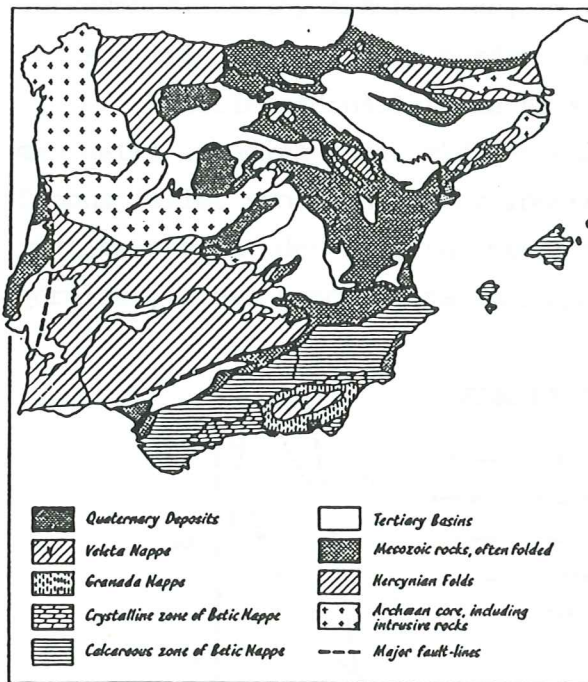 Quaternary Deposits
Veleta Nappe
Granada Nappe
Crystalline zone of Betic Nappe
Calcareous zone of Betic Nappe
Tertiary Basins
Mesozoic rocks, often folded
Hercynian Folds
Archæan core, including
intrusive rocks
Major fault-lines